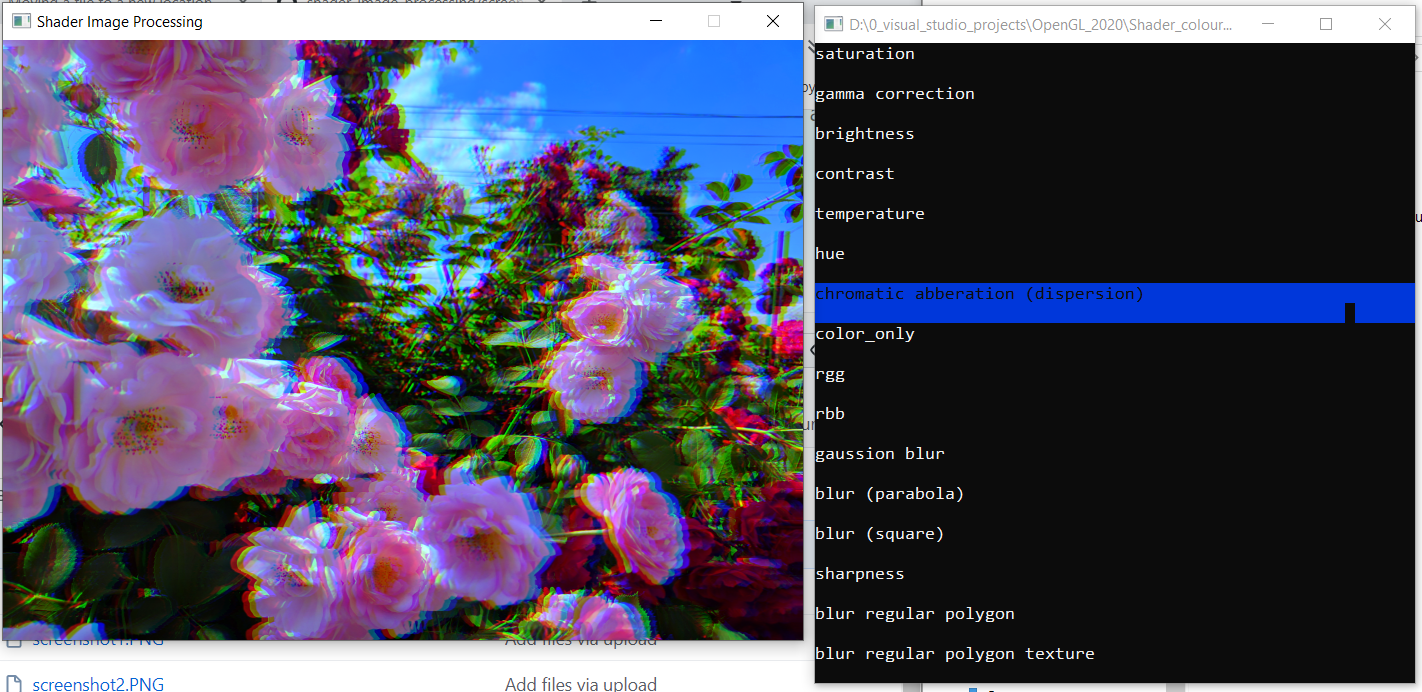 Shader Image Processing
D:\0_visual_studio_projects\OpenGL_2020\Shader_colour...
saturation
gamma correction
brightness
contrast
temperature
hue
chromatic abberation (dispersion)
color_only
rgg
rbb
gaussion blur
blur (parabola)
blur (square)
sharpness
blur regular polygon
blur regular polygon texture
screenshot1.PNG
Add files via upload
screenshot2.PNG
Add files via upload